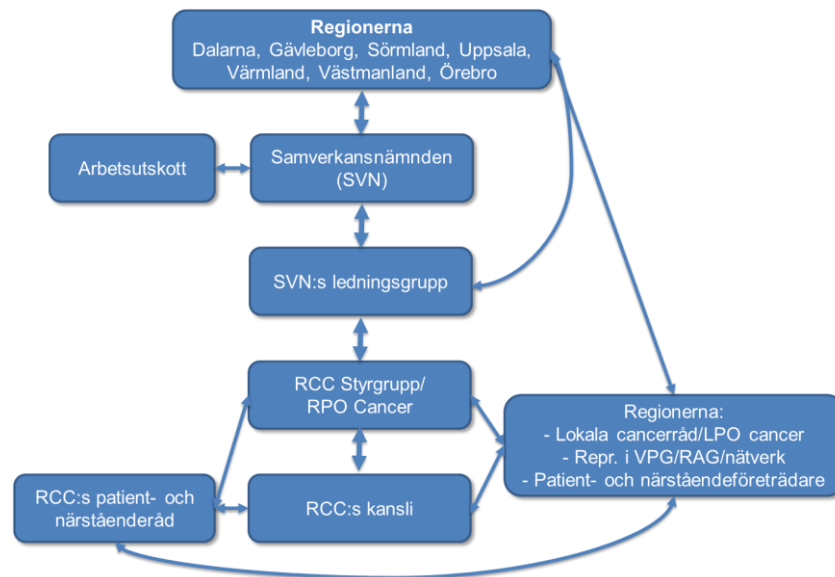 Regionerna
Dalarna, Gävleborg, Sörmland, Uppsala,
Värmland, Västmanland, Örebro
Arbetsutskott
Samverkansnämnden
(SVN)
SVN:s ledningsgrupp
RCC Styrgrupp/
RPO Cancer
Regionerna:
- Lokala cancerråd/LPO cancer
- Repr. i VPG/RAG/nätverk
- Patient- och närståendeföreträdare
RCC:s patient- och
närståenderåd
RCC:s kansli